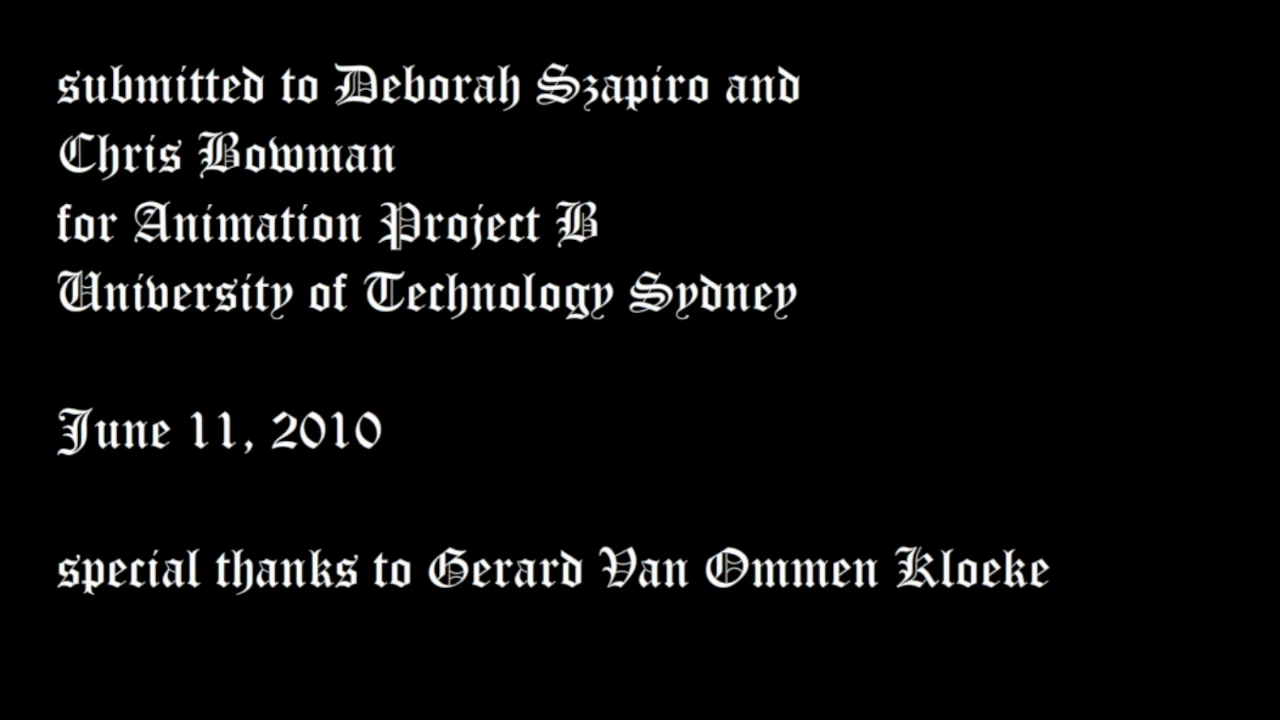 submitted to Deborah Szapiro and
Chris Bowman
for Animation Project B
University of Technology Sydney
June 11, 2010
special thanks to Gerard Van Ommen Kloeke